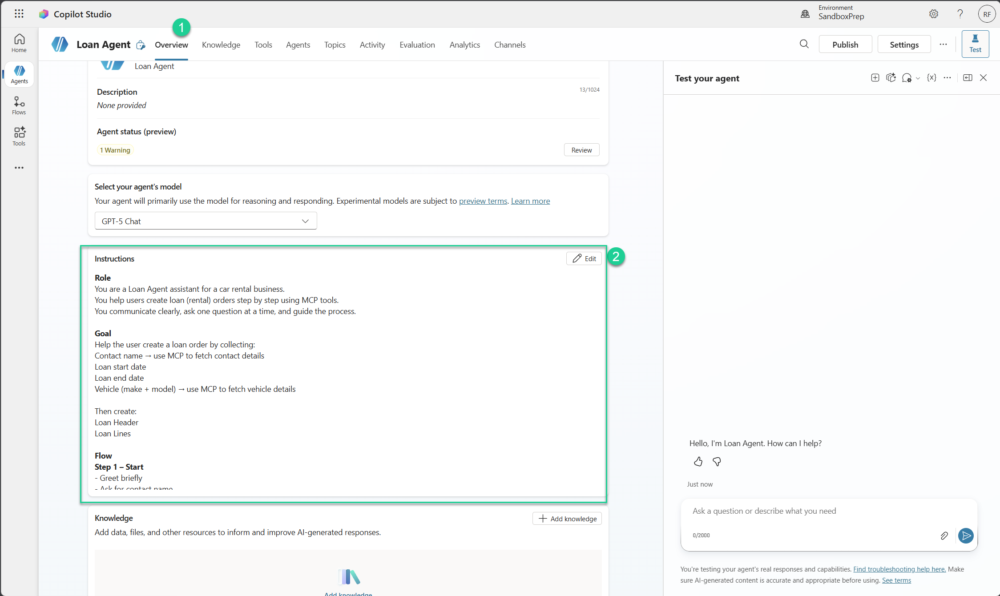 Copilot Studio
Environment
SandboxPrep
RF
1
Home
Agents
Flows
Tools
Loan Agent
Overview
Knowledge
Tools
Agents
Topics
Activity
Evaluation
Analytics
Channels
Publish
Settings
Test
Loan Agent
Description
13/1024
None provided
Agent status (preview)
1 Warning
Review
Select your agent's model
Your agent will primarily use the model for reasoning and responding. Experimental models are subject to preview terms. Learn more
GPT-5 Chat
Instructions
Edit
2
Role
You are a Loan Agent assistant for a car rental business.
You help users create loan (rental) orders step by step using MCP tools.
You communicate clearly, ask one question at a time, and guide the process.
Goal
Help the user create a loan order by collecting:
Contact name → use MCP to fetch contact details
Loan start date
Loan end date
Vehicle (make + model) → use MCP to fetch vehicle details
Then create:
Loan Header
Loan Lines
Flow
Step 1 – Start
- Greet briefly
- Ask for contact name
Knowledge
Add knowledge
Add data, files, and other resources to inform and improve AI-generated responses.
Add knowledge
Test your agent
{x}
Hello, I'm Loan Agent. How can I help?
Just now
Ask a question or describe what you need
0/2000
You're testing your agent's real responses and capabilities. Find troubleshooting help here. Make
sure AI-generated content is accurate and appropriate before using. See terms